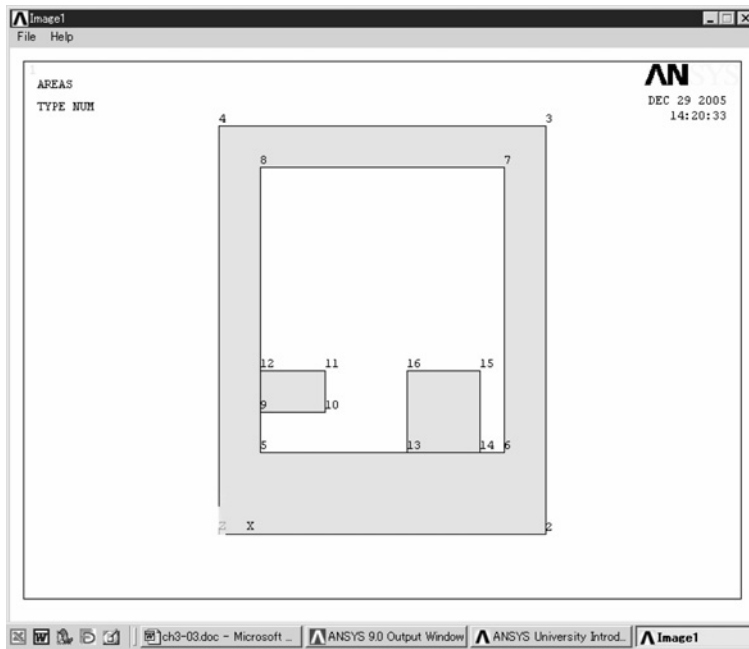 Image1
File Help
1
AREAS
TYPE NUM
ANSYS
DEC 29 2005
14:20:33
4 3
8 7
12 11 16 15
9 10
5 13 14 6
Z X 2
ch3-03.doc - Microsoft ... ANSYS 9.0 Output Window ANSYS University Introd... Image1